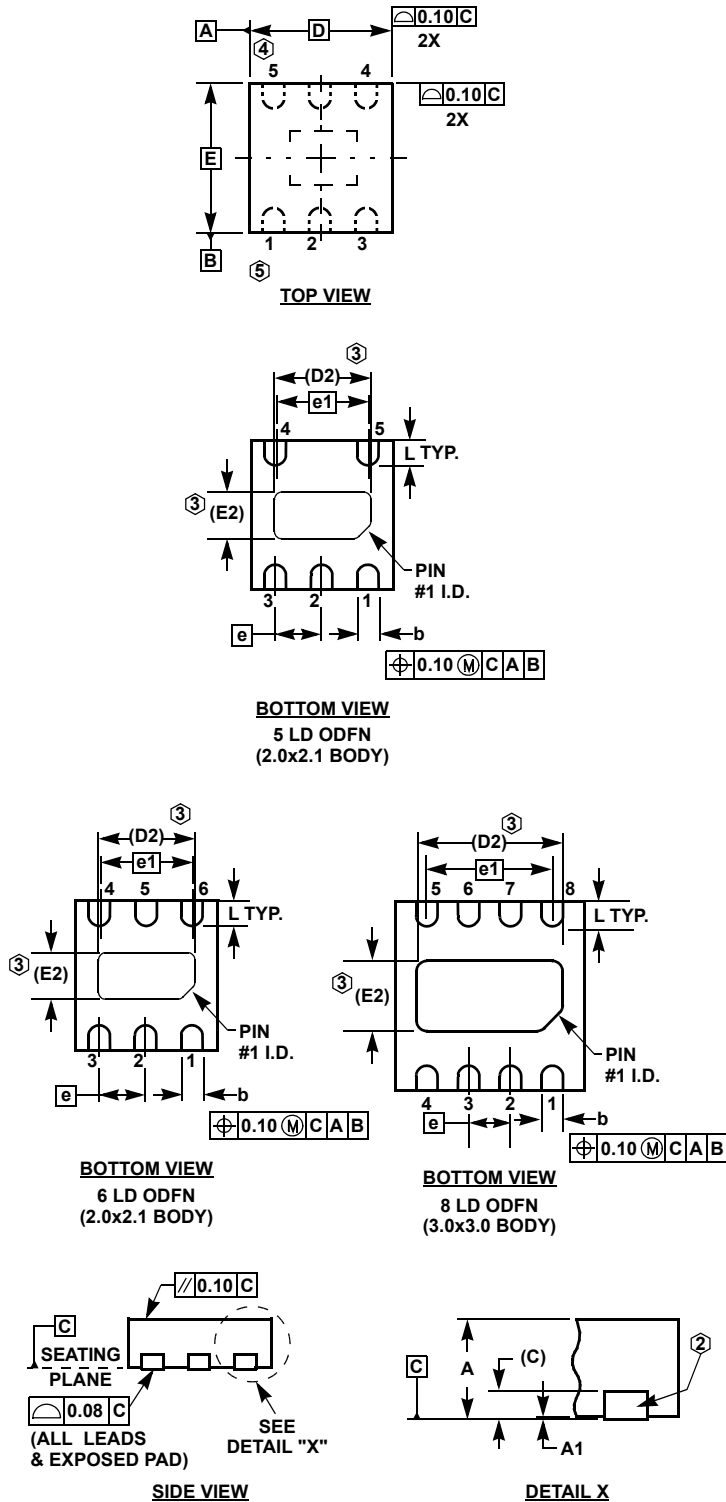 A D ⌓ 0.10 C
4 2X
5 4
⌓ 0.10 C
2X
E
1 2 3
B
5
TOP VIEW
3
(D2)
e1
4 5
L TYP.
3 (E2)
PIN
#1 I.D.
3 2 1
e b
⌖ 0.10 Ⓜ C A B
BOTTOM VIEW
5 LD ODFN
(2.0x2.1 BODY)
3
(D2)
e1
4 5 6
L TYP.
3 (E2)
PIN
#1 I.D.
3 2 1
e b
⌖ 0.10 Ⓜ C A B
BOTTOM VIEW
6 LD ODFN
(2.0x2.1 BODY)
3
(D2)
e1
5 6 7 8
L TYP.
3 (E2)
PIN
#1 I.D.
4 3 2 1
e b
⌖ 0.10 Ⓜ C A B
BOTTOM VIEW
8 LD ODFN
(3.0x3.0 BODY)
// 0.10 C
C
SEATING
PLANE
⌓ 0.08 C
(ALL LEADS
& EXPOSED PAD)
SEE
DETAIL "X"
SIDE VIEW
A (C) 2
C
A1
DETAIL X